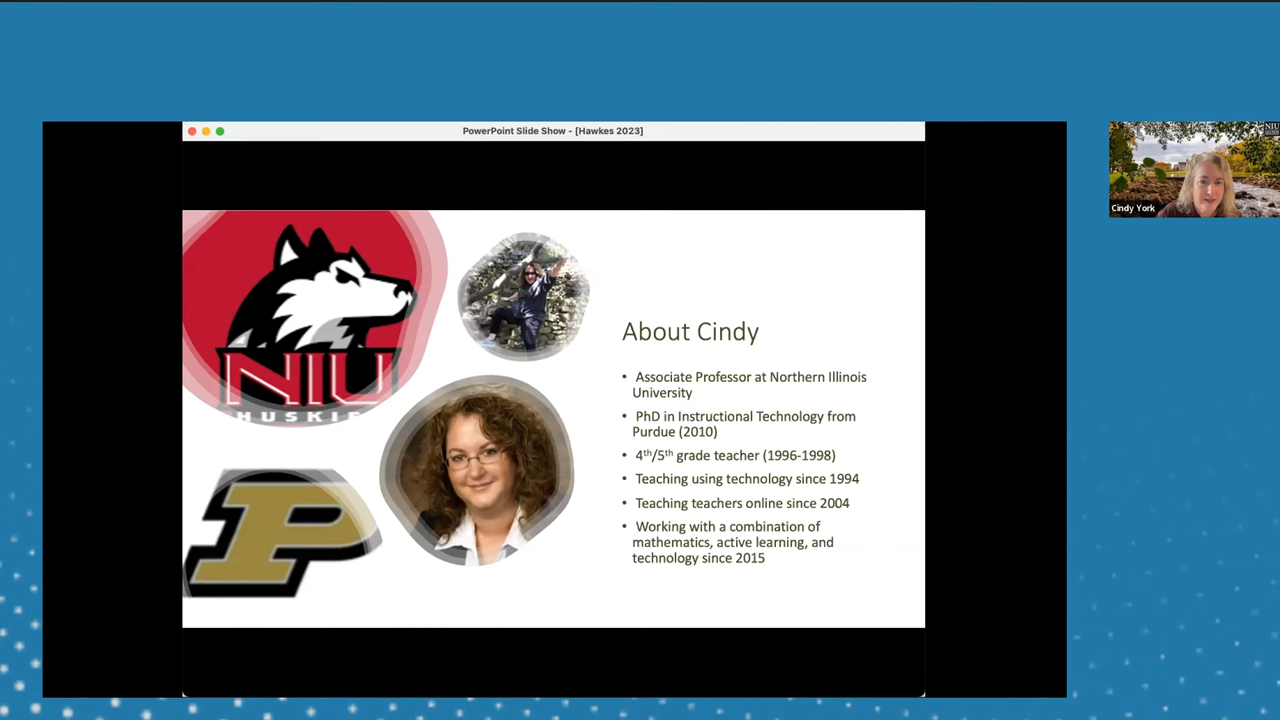 PowerPoint Slide Show - [Hawkes 2023]
NIU
Cindy York
NIU
HUSKIE
P
About Cindy
• Associate Professor at Northern Illinois
University
• PhD in Instructional Technology from
Purdue (2010)
• 4th/5th grade teacher (1996-1998)
• Teaching using technology since 1994
• Teaching teachers online since 2004
• Working with a combination of
mathematics, active learning, and
technology since 2015